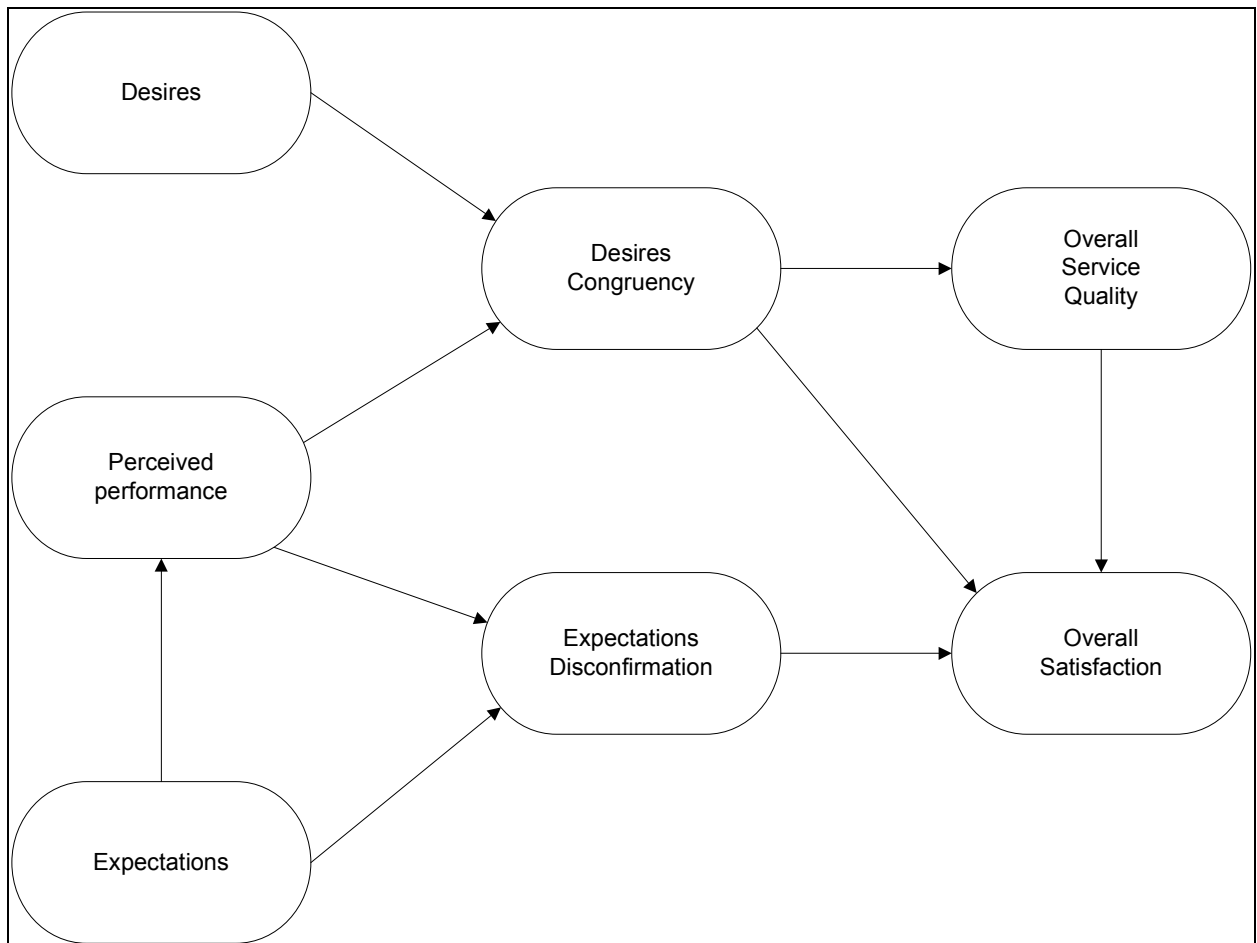 Desires
Desires
Congruency
Overall
Service
Quality
Perceived
performance
Expectations
Disconfirmation
Overall
Satisfaction
Expectations